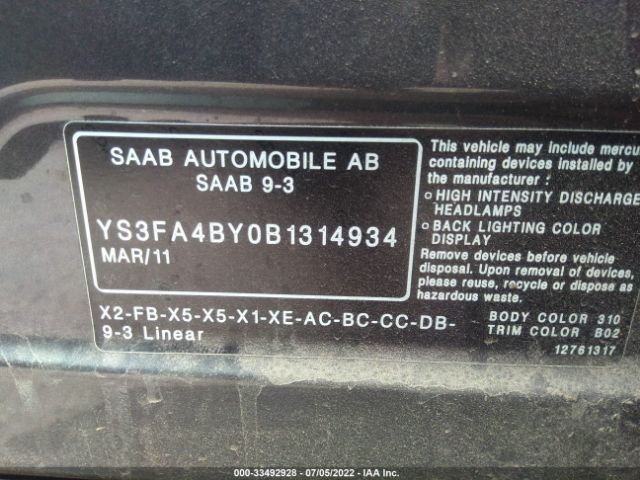 SAAB AUTOMOBILE AB
SAAB 9-3
YS3FA4BY0B1314934
MAR/11
X2-FB-X5-X5-X1-XE-AC-BC-CC-DB-
9-3 Linear
This vehicle may include mercu
containing devices installed by
the manufacturer :
HIGH INTENSITY DISCHARGE
HEADLAMPS
BACK LIGHTING COLOR
DISPLAY
Remove devices before vehicle
disposal. Upon removal of devices,
please reuse, recycle or dispose as
hazardous waste.
BODY COLOR 310
TRIM COLOR B02
12761317
000-33492928 - 07/05/2022 - IAA Inc.